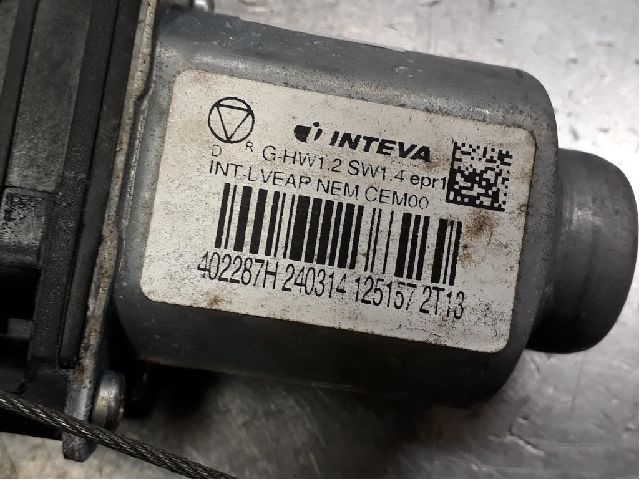 INTEVA
D R G-HW1.2 SW1.4 epr1
INT-LVEAP NEM CEM00
402287H 240314 125157 2T13